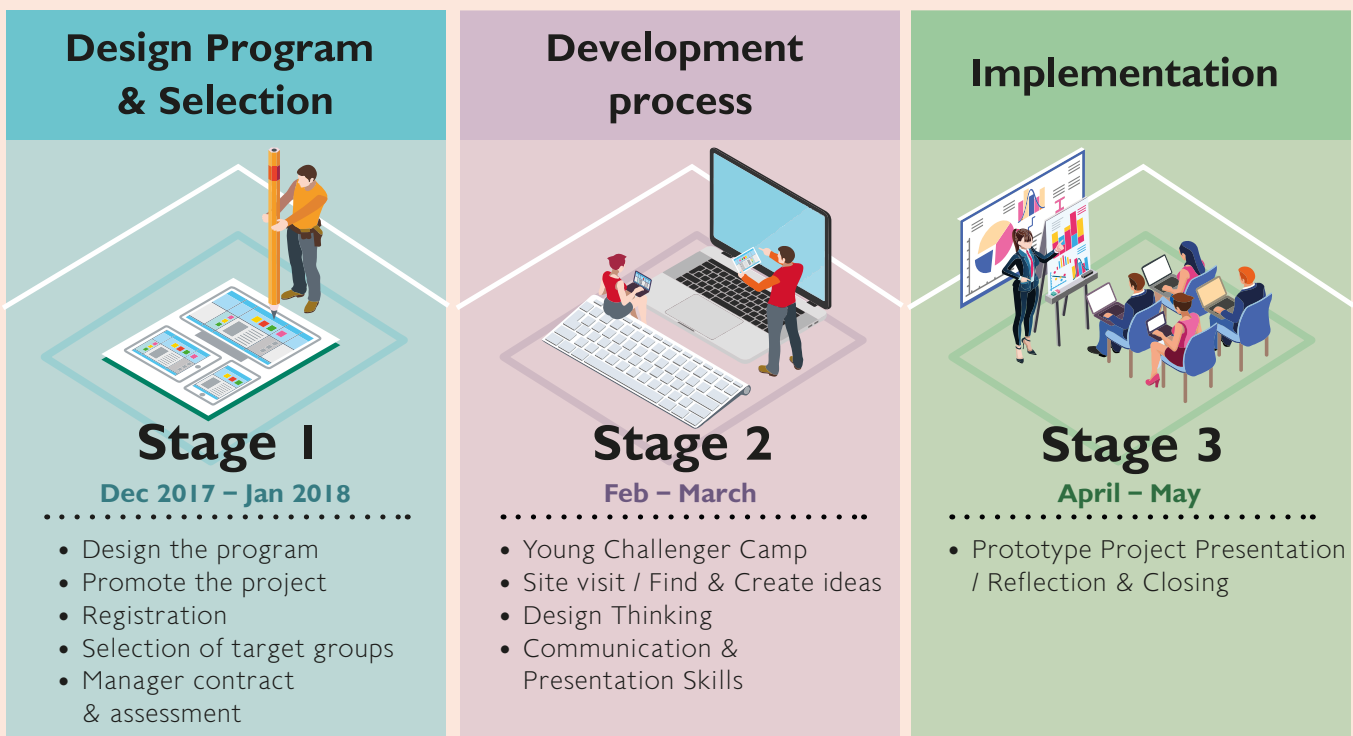 Design Program
& Selection
Stage 1
Dec 2017 – Jan 2018
• Design the program
• Promote the project
• Registration
• Selection of target groups
• Manager contract
& assessment
Development
process
Stage 2
Feb – March
• Young Challenger Camp
• Site visit / Find & Create ideas
• Design Thinking
• Communication &
Presentation Skills
Implementation
Stage 3
April – May
• Prototype Project Presentation
/ Reflection & Closing